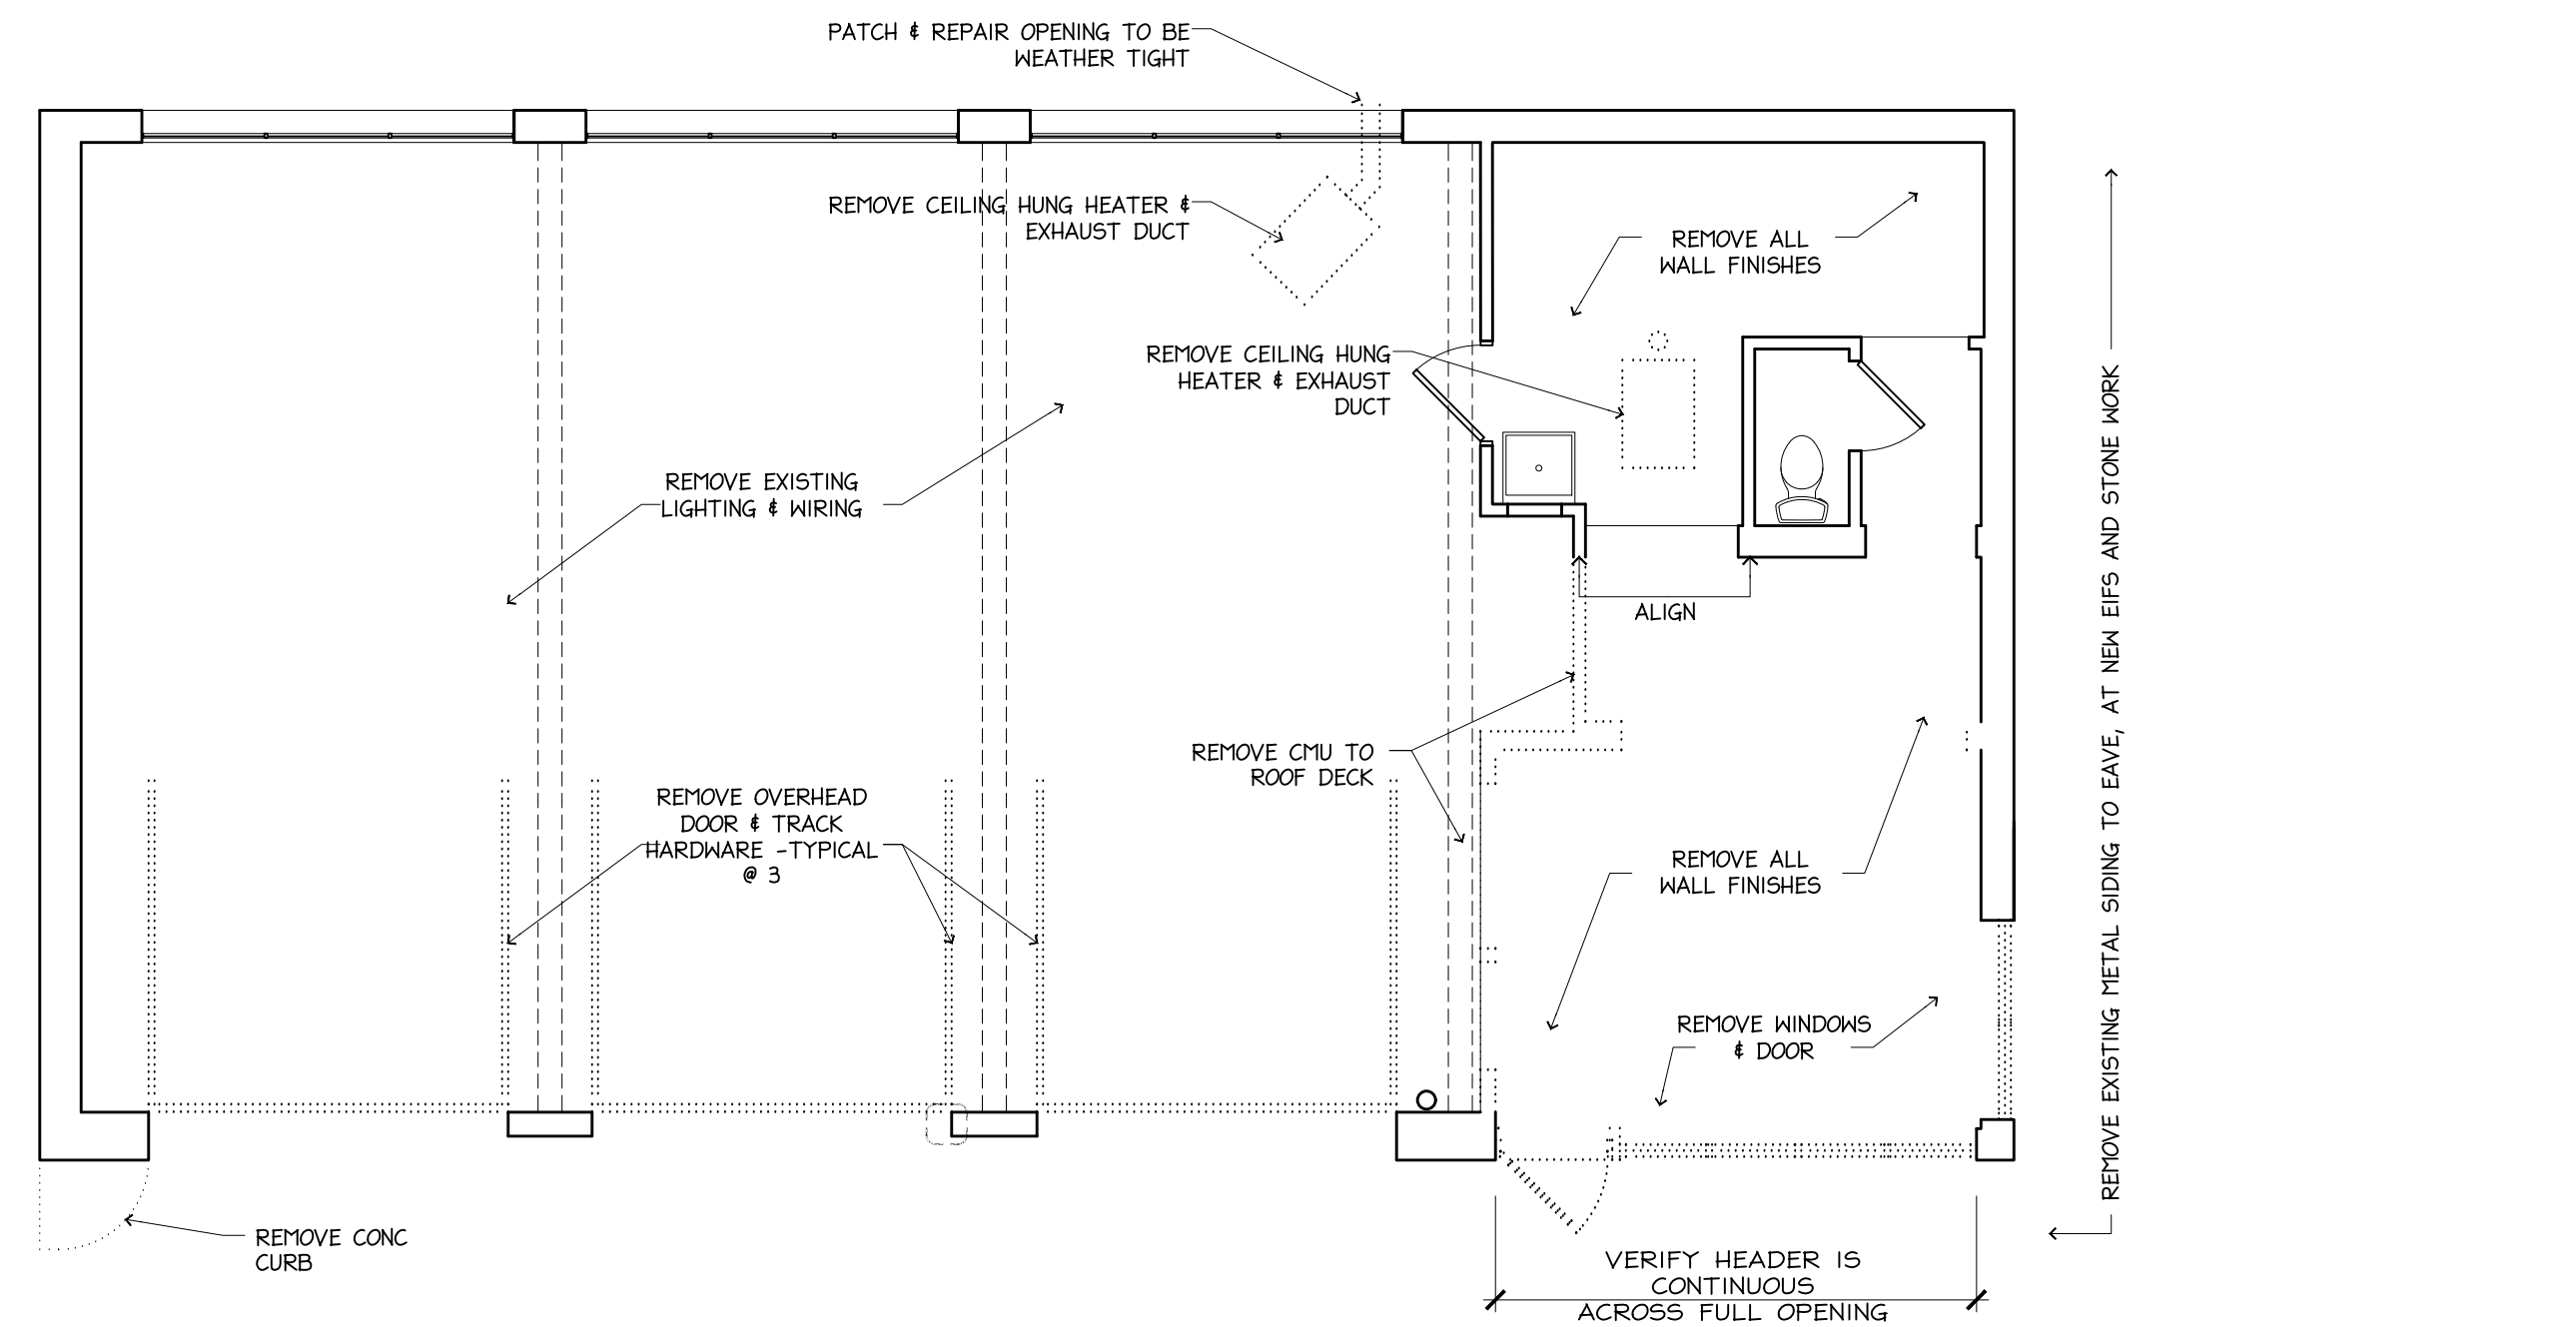 PATCH & REPAIR OPENING TO BE
WEATHER TIGHT
REMOVE CEILING HUNG HEATER &
EXHAUST DUCT
REMOVE ALL
WALL FINISHES
REMOVE CEILING HUNG
HEATER & EXHAUST
DUCT
REMOVE EXISTING
LIGHTING & WIRING
ALIGN
REMOVE CMU TO
ROOF DECK
REMOVE OVERHEAD
DOOR & TRACK
HARDWARE -TYPICAL
@ 3
REMOVE ALL
WALL FINISHES
REMOVE WINDOWS
& DOOR
REMOVE EXISTING METAL SIDING TO EAVE, AT NEW EIFS AND STONE WORK
REMOVE CONC
CURB
VERIFY HEADER IS
CONTINUOUS
ACROSS FULL OPENING